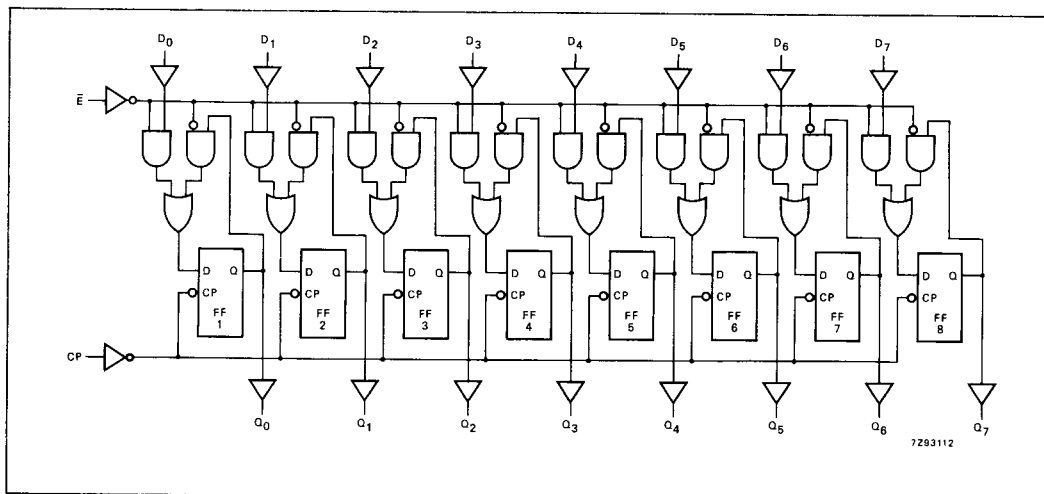 D0 D1 D2 D3 D4 D5 D6 D7
E̅
D Q D Q D Q D Q D Q D Q D Q D Q
CP CP CP CP CP CP CP CP
FF FF FF FF FF FF FF FF
1 2 3 4 5 6 7 8
CP
Q0 Q1 Q2 Q3 Q4 Q5 Q6 Q7
7Z93112